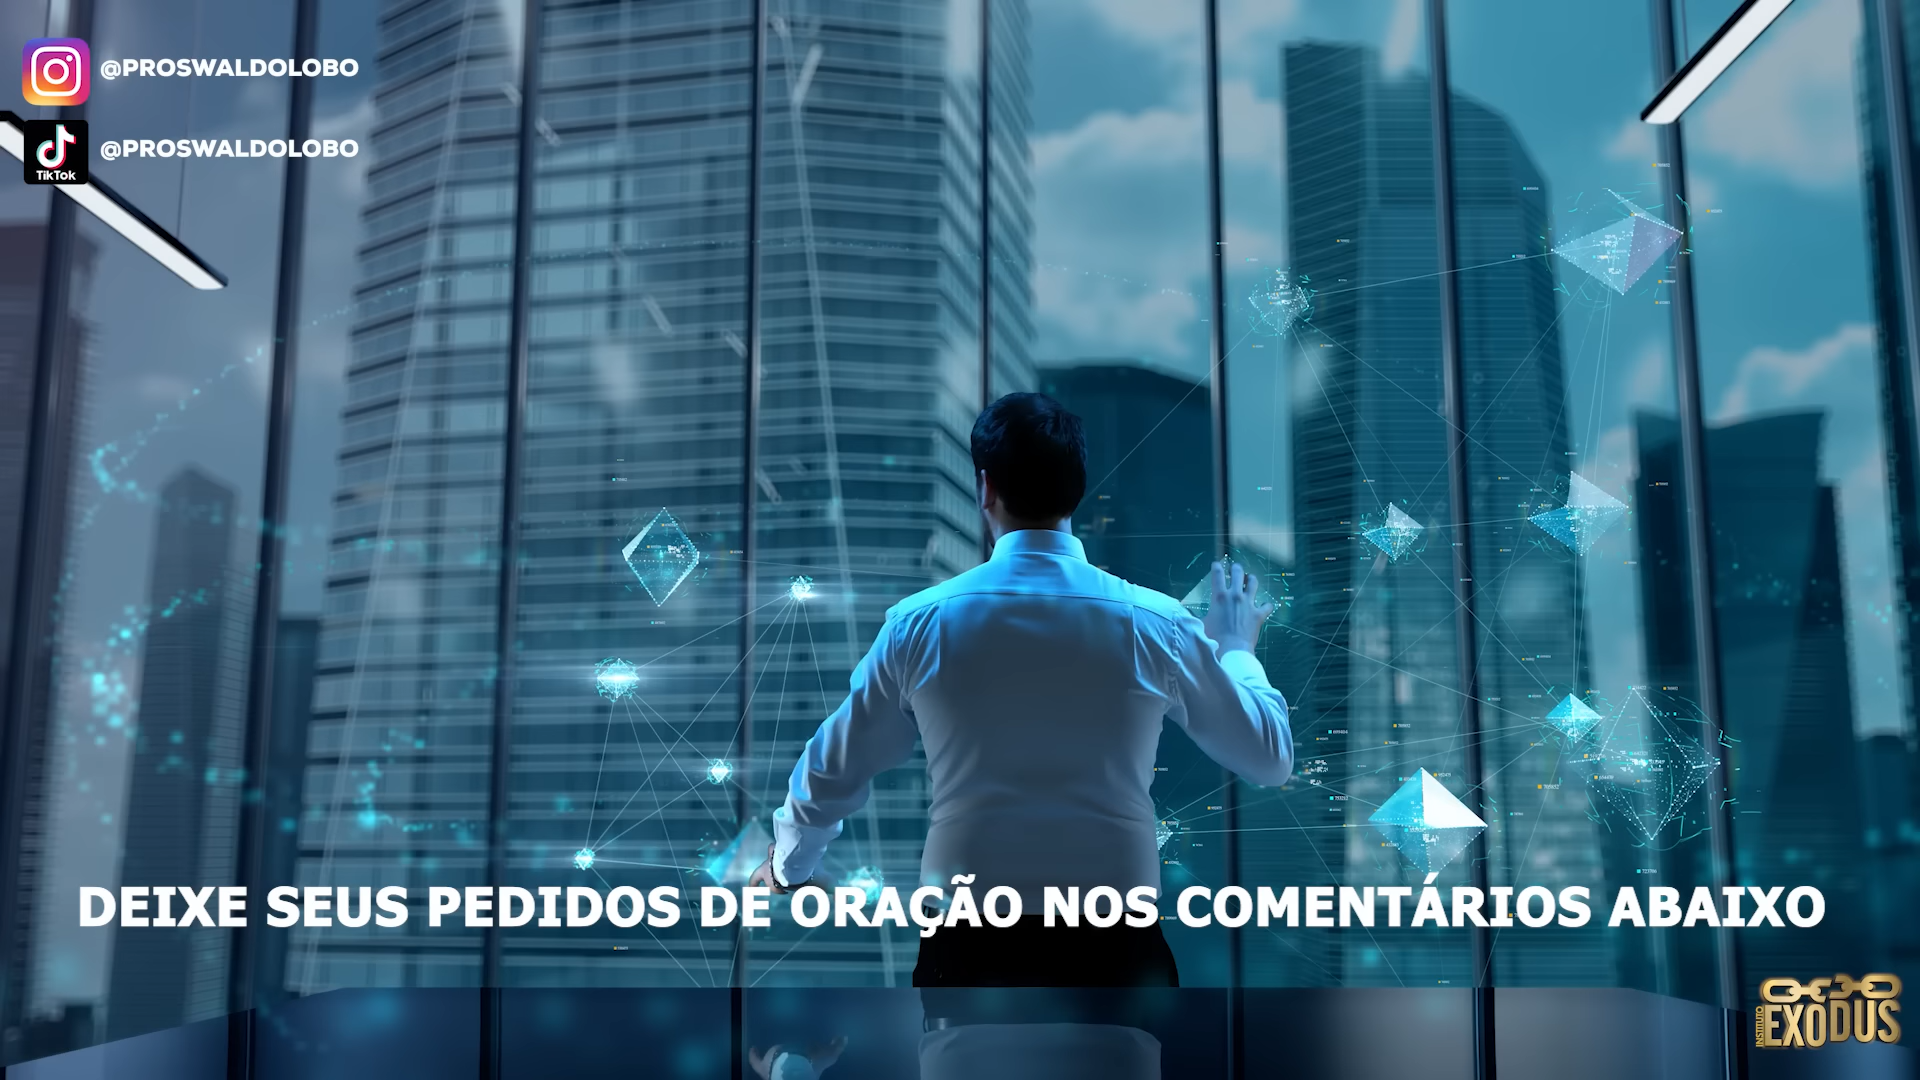 @PROSWALDOLOBO
TikTok
@PROSWALDOLOBO
DEIXE SEUS PEDIDOS DE ORAÇÃO NOS COMENTÁRIOS ABAIXO
INSTITUTO
EXODUS